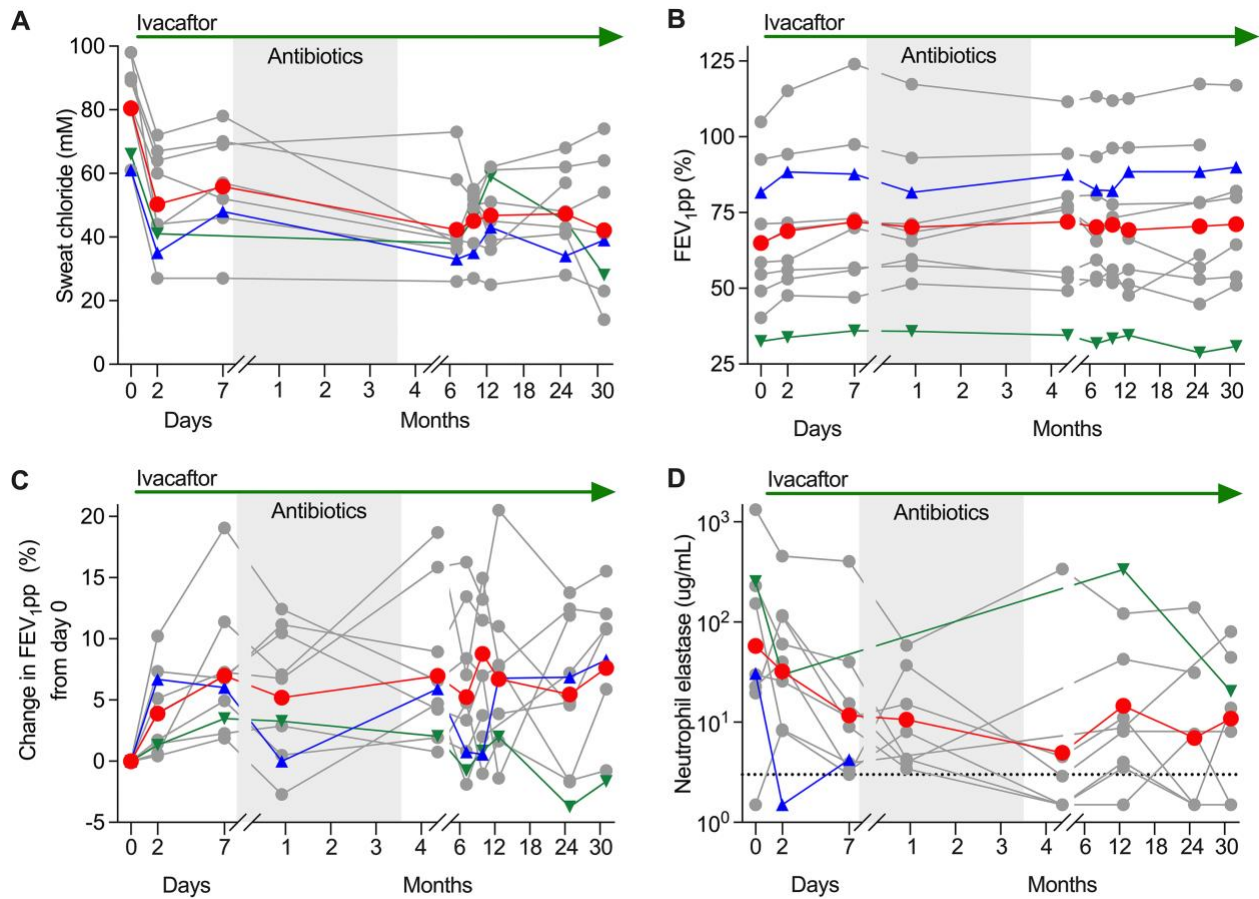 A
Ivacaftor
Antibiotics
Sweat chloride (mM)
100
80
60
40
20
0
0 2 7 1 2 3 4 6 12 18 24 30
Days Months
B
Ivacaftor
Antibiotics
FEV₁pp (%)
125
100
75
50
25
0 2 7 1 2 3 4 6 12 18 24 30
Days Months
C
Ivacaftor
Antibiotics
Change in FEV₁pp (%)
from day 0
20
15
10
5
0
-5
0 2 7 1 2 3 4 6 12 18 24 30
Days Months
D
Ivacaftor
Antibiotics
Neutrophil elastase (ug/mL)
10³
10²
10¹
10⁰
0 2 7 1 2 3 4 6 12 18 24 30
Days Months